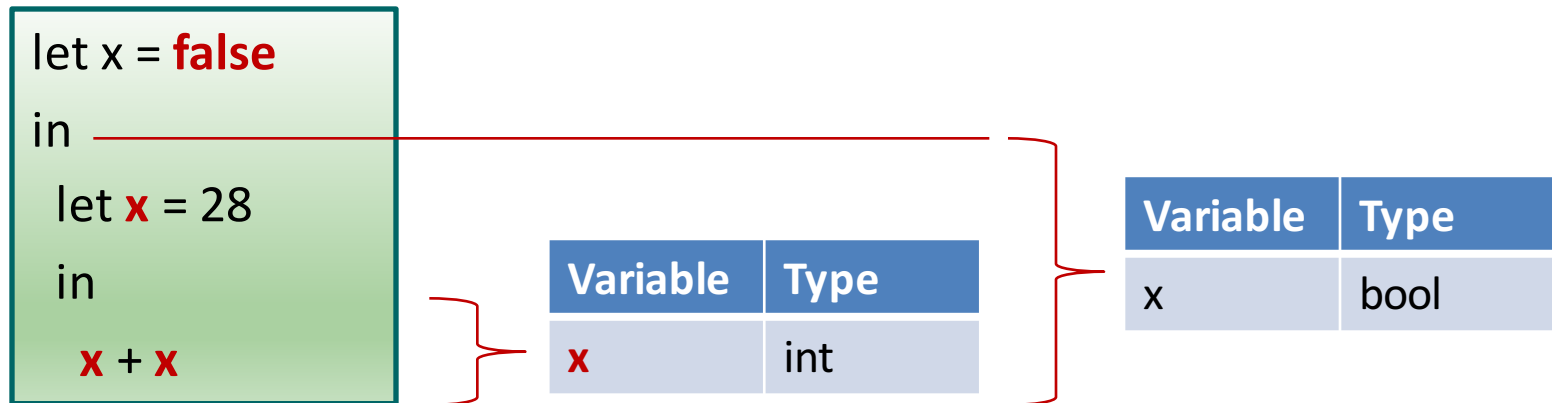 let x = false
in
let x = 28
in
x + x
Variable Type
x int
Variable Type
x bool